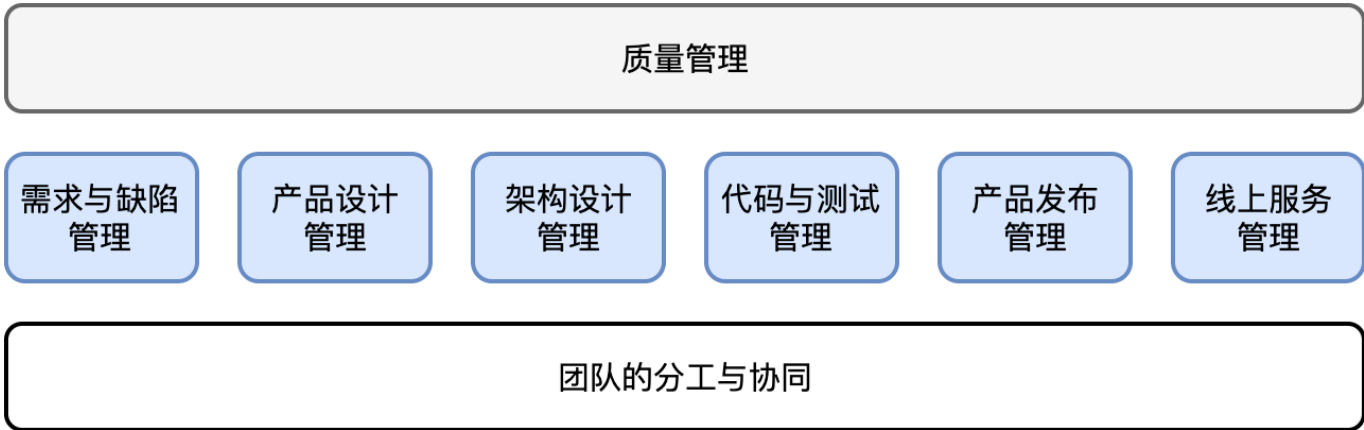 质量管理
需求与缺陷
管理
产品设计
管理
架构设计
管理
代码与测试
管理
产品发布
管理
线上服务
管理
团队的分工与协同